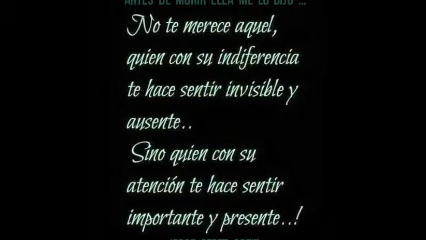 ANTES DE MORIR ELLA ME LO DIJO ...
No te merece aquel,
quien con su indiferencia
te hace sentir invisible y
ausente..
Sino quien con su
atención te hace sentir
importante y presente..!